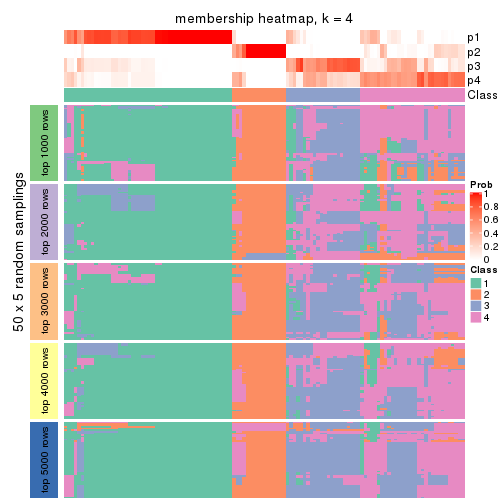 membership heatmap, k = 4
p1
p2
p3
p4
Class
50 x 5 random samplings
top 1000 rows
top 2000 rows
top 3000 rows
top 4000 rows
top 5000 rows
Prob
1
0.8
0.6
0.4
0.2
0
Class
1
2
3
4